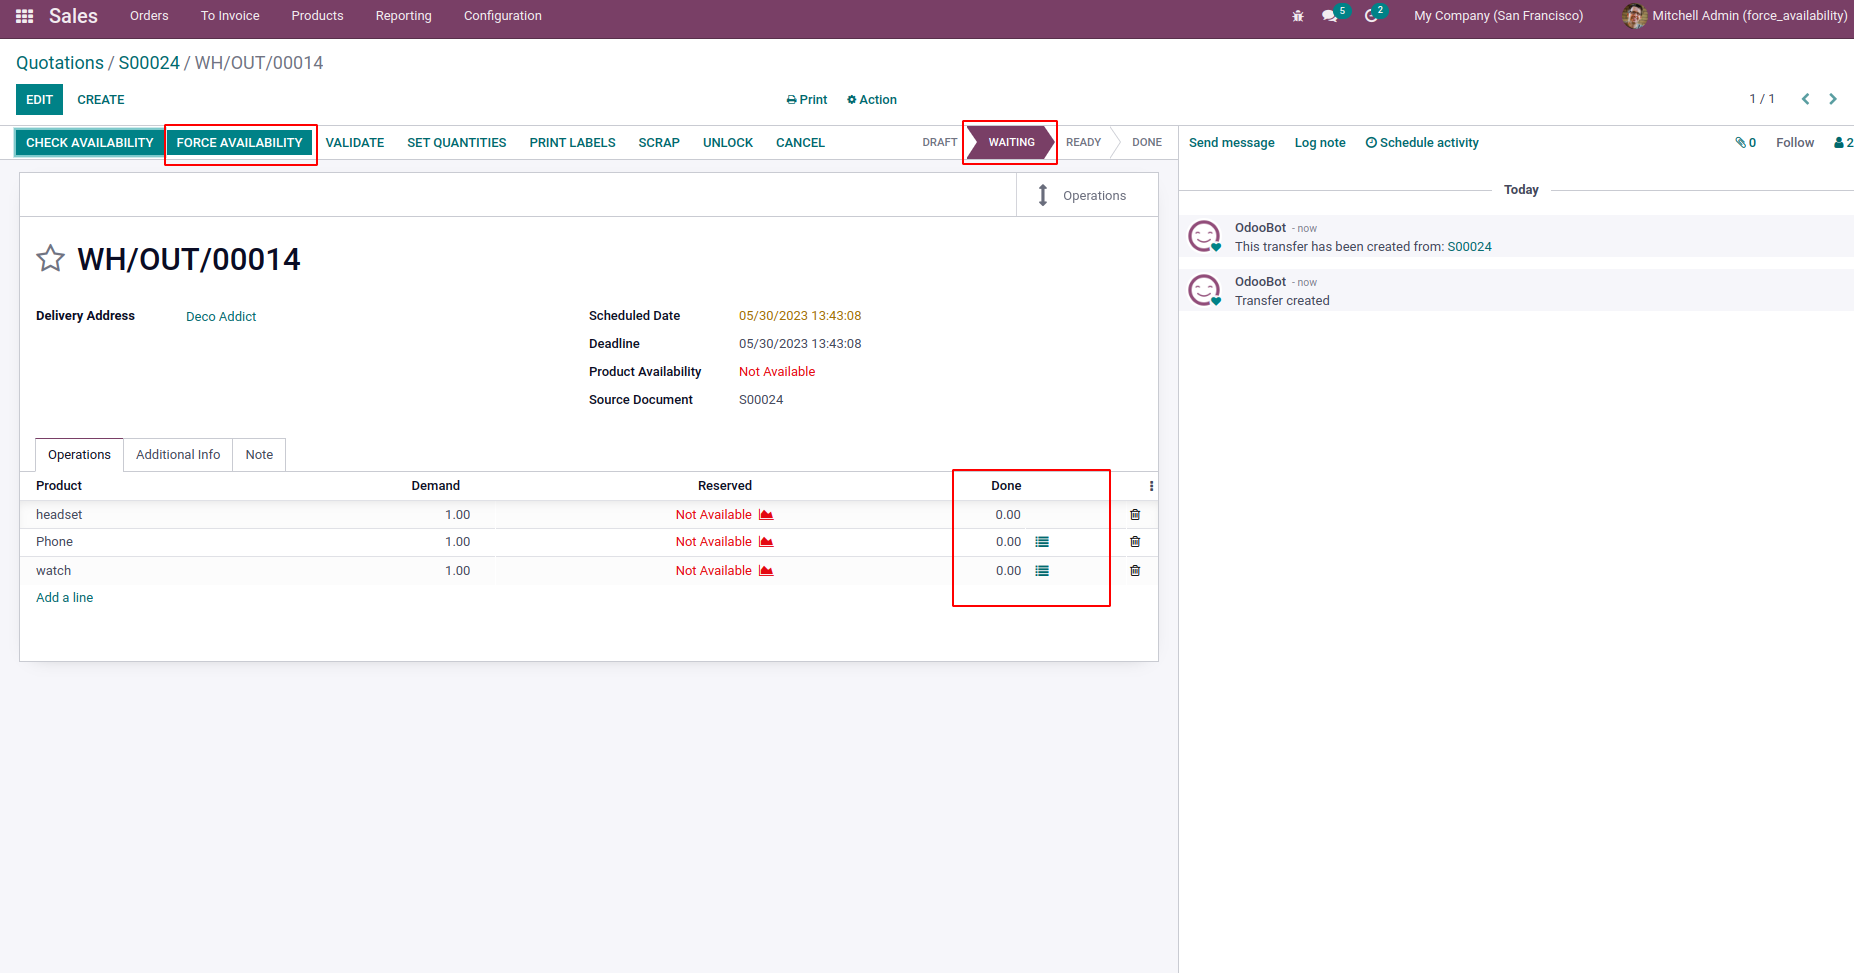 Sales Orders To Invoice Products Reporting Configuration 5 2 My Company (San Francisco) Mitchell Admin (force_availability)
Quotations / S00024 / WH/OUT/00014
EDIT CREATE Print Action 1 / 1
CHECK AVAILABILITY FORCE AVAILABILITY VALIDATE SET QUANTITIES PRINT LABELS SCRAP UNLOCK CANCEL DRAFT WAITING READY DONE
Send message Log note Schedule activity 0 Follow 2
Operations
WH/OUT/00014
Delivery Address Deco Addict
Scheduled Date 05/30/2023 13:43:08
Deadline 05/30/2023 13:43:08
Product Availability Not Available
Source Document S00024
Operations Additional Info Note
Product Demand Reserved Done
headset 1.00 Not Available 0.00
Phone 1.00 Not Available 0.00
watch 1.00 Not Available 0.00
Add a line
Today
OdooBot - now
This transfer has been created from: S00024
OdooBot - now
Transfer created